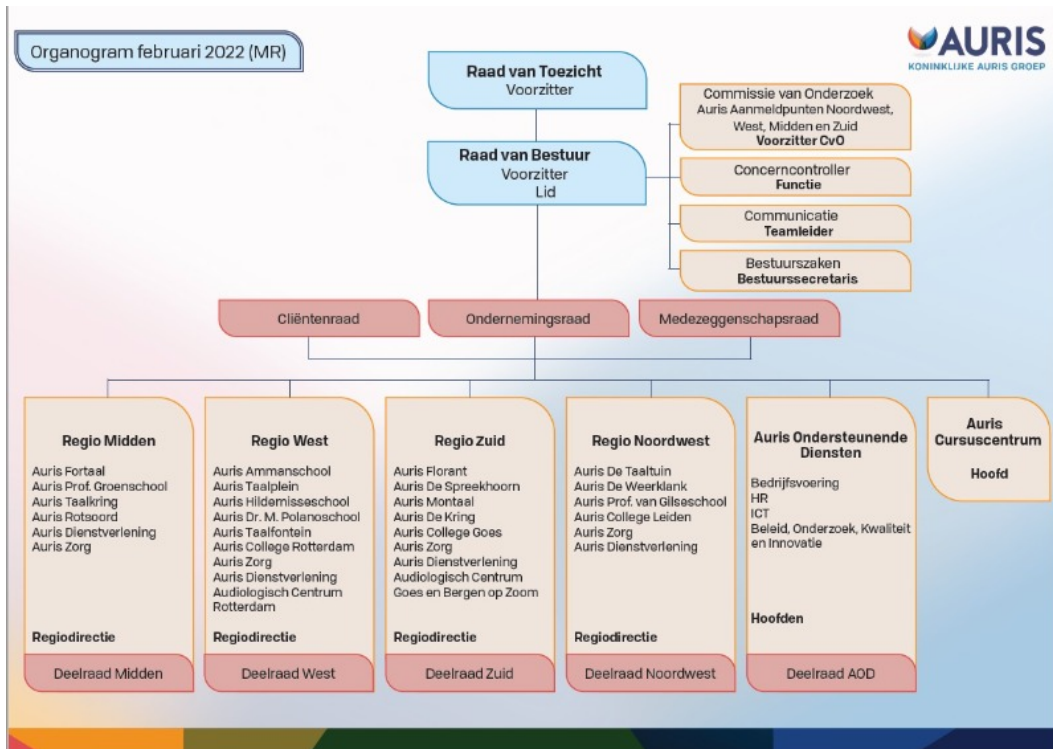 Organogram februari 2022 (MR)
AURIS
KONINKLIJKE AURIS GROEP
Raad van Toezicht
Voorzitter
Raad van Bestuur
Voorzitter
Lid
Commissie van Onderzoek
Auris Aanmeldpunten Noordwest,
West, Midden en Zuid
Voorzitter CvO
Concerncontroller
Functie
Communicatie
Teamleider
Bestuurszaken
Bestuurssecretaris
Cliëntenraad
Ondernemingsraad
Medezeggenschapsraad
Regio Midden
Auris Fortaal
Auris Prof. Groenschool
Auris Taalkring
Auris Rotsoord
Auris Dienstverlening
Auris Zorg
Regiodirectie
Deelraad Midden
Regio West
Auris Ammanschool
Auris Taalplein
Auris Hildernisseschool
Auris Dr. M. Polanoschool
Auris Taalfontein
Auris College Rotterdam
Auris Zorg
Auris Dienstverlening
Audiologisch Centrum
Rotterdam
Regiodirectie
Deelraad West
Regio Zuid
Auris Florant
Auris De Spreekhoorn
Auris Montaal
Auris De Kring
Auris College Goes
Auris Zorg
Auris Dienstverlening
Audiologisch Centrum
Goes en Bergen op Zoom
Regiodirectie
Deelraad Zuid
Regio Noordwest
Auris De Taaltuin
Auris De Weerklank
Auris Prof. van Gilseschool
Auris College Leiden
Auris Zorg
Auris Dienstverlening
Regiodirectie
Deelraad Noordwest
Auris Ondersteunende
Diensten
Bedrijfsvoering
HR
ICT
Beleid, Onderzoek, Kwaliteit
en Innovatie
Hoofden
Deelraad AOD
Auris
Cursuscentrum
Hoofd